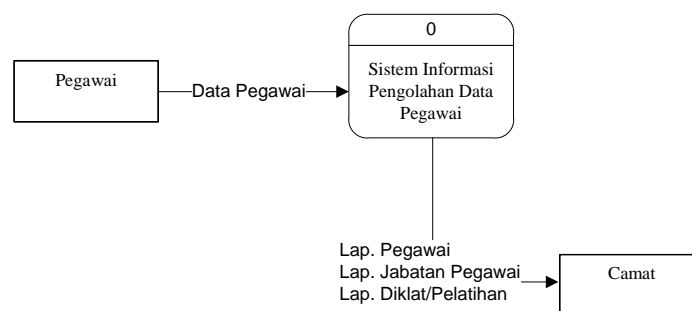 0
Pegawai
Data Pegawai
Sistem Informasi
Pengolahan Data
Pegawai
Lap. Pegawai
Lap. Jabatan Pegawai
Lap. Diklat/Pelatihan
Camat